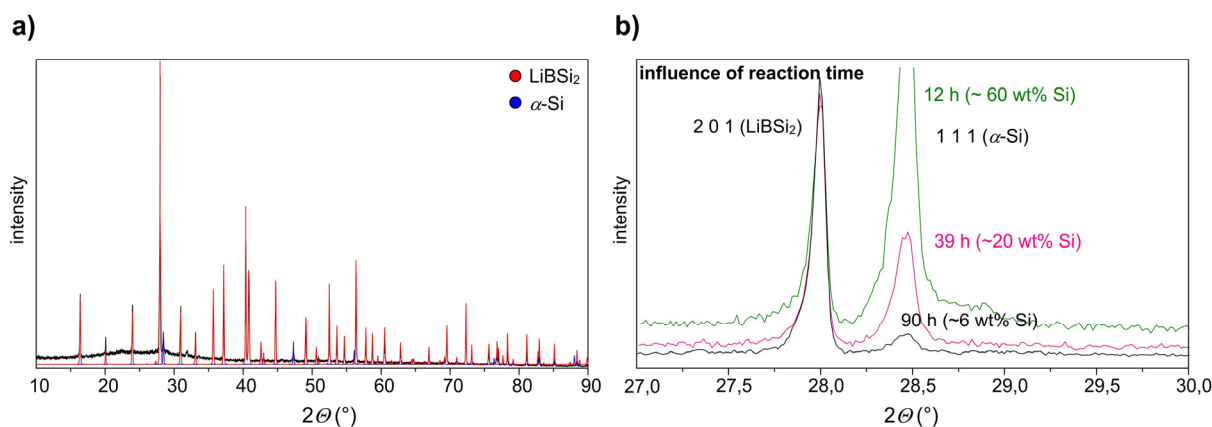 a)
LiBSi₂
α-Si
intensity
10 20 30 40 50 60 70 80 90
2Θ (°)
b)
influence of reaction time
12 h (~ 60 wt% Si)
2 0 1 (LiBSi₂)
1 1 1 (α-Si)
39 h (~20 wt% Si)
90 h (~6 wt% Si)
intensity
27,0 27,5 28,0 28,5 29,0 29,5 30,0
2Θ (°)